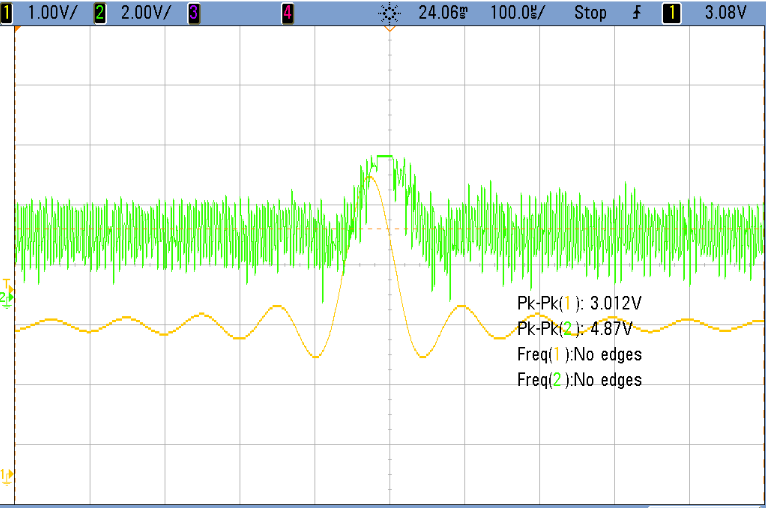 1 1.00V/ 2 2.00V/ 3 4 24.06ms 100.0us/ Stop 1 3.08V
T
2
Pk-Pk(1): 3.012V
Pk-Pk(2): 4.87V
Freq(1):No edges
Freq(2):No edges
1